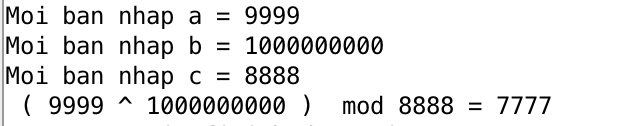 Moi ban nhap a = 9999
Moi ban nhap b = 1000000000
Moi ban nhap c = 8888
( 9999 ^ 1000000000 )  mod 8888 = 7777